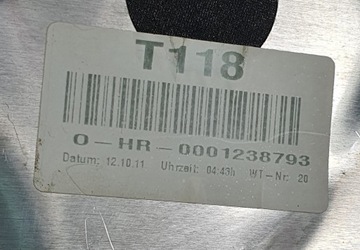 T118
O-HR-0001238793
Datum: 12.10.11 Uhrzeit: 04:43h WT-Nr: 20